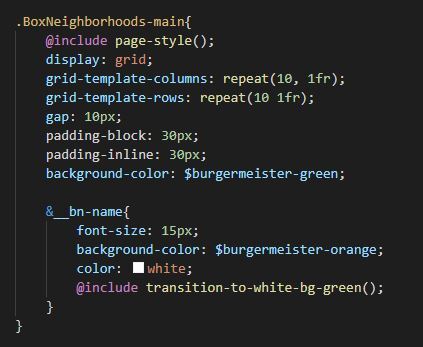 .BoxNeighborhoods-main{
    @include page-style();
    display: grid;
    grid-template-columns: repeat(10, 1fr);
    grid-template-rows: repeat(10 1fr);
    gap: 10px;
    padding-block: 30px;
    padding-inline: 30px;
    background-color: $burgermeister-green;

    &__bn-name{
        font-size: 15px;
        background-color: $burgermeister-orange;
        color: white;
        @include transition-to-white-bg-green();
    }
}